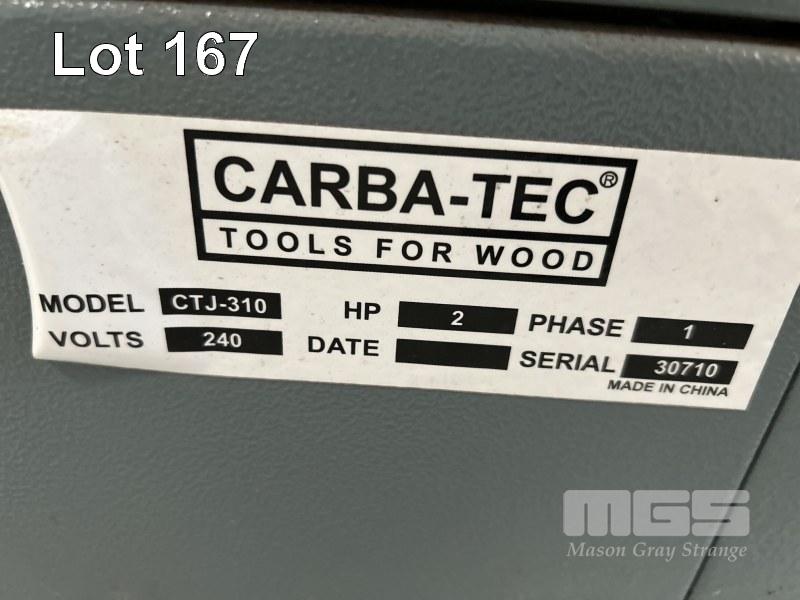 Lot 167
CARBA-TEC®
TOOLS FOR WOOD
MODEL CTJ-310 HP 2 PHASE 1
VOLTS 240 DATE SERIAL 30710
MADE IN CHINA
MGS
Mason Gray Strange